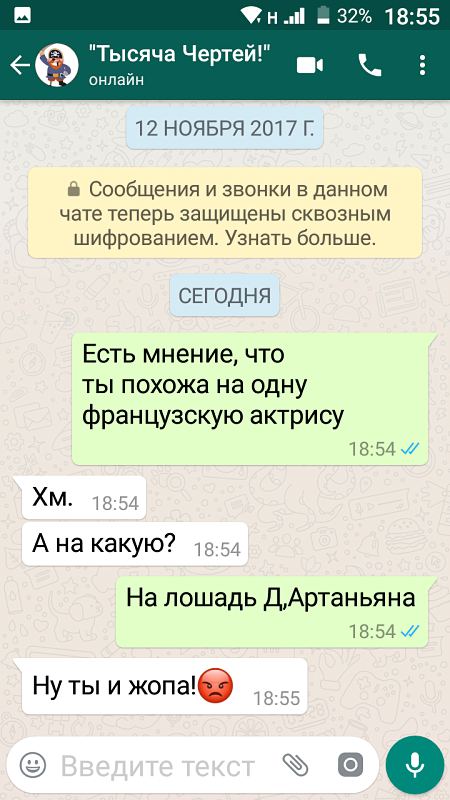 Н 32% 18:55
"Тысяча Чертей!"
онлайн
12 НОЯБРЯ 2017 Г.
Сообщения и звонки в данном
чате теперь защищены сквозным
шифрованием. Узнать больше.
СЕГОДНЯ
Есть мнение, что
ты похожа на одну
французскую актрису
18:54
Хм. 18:54
А на какую? 18:54
На лошадь Д,Артаньяна
18:54
Ну ты и жопа!😡 18:55
Введите текст